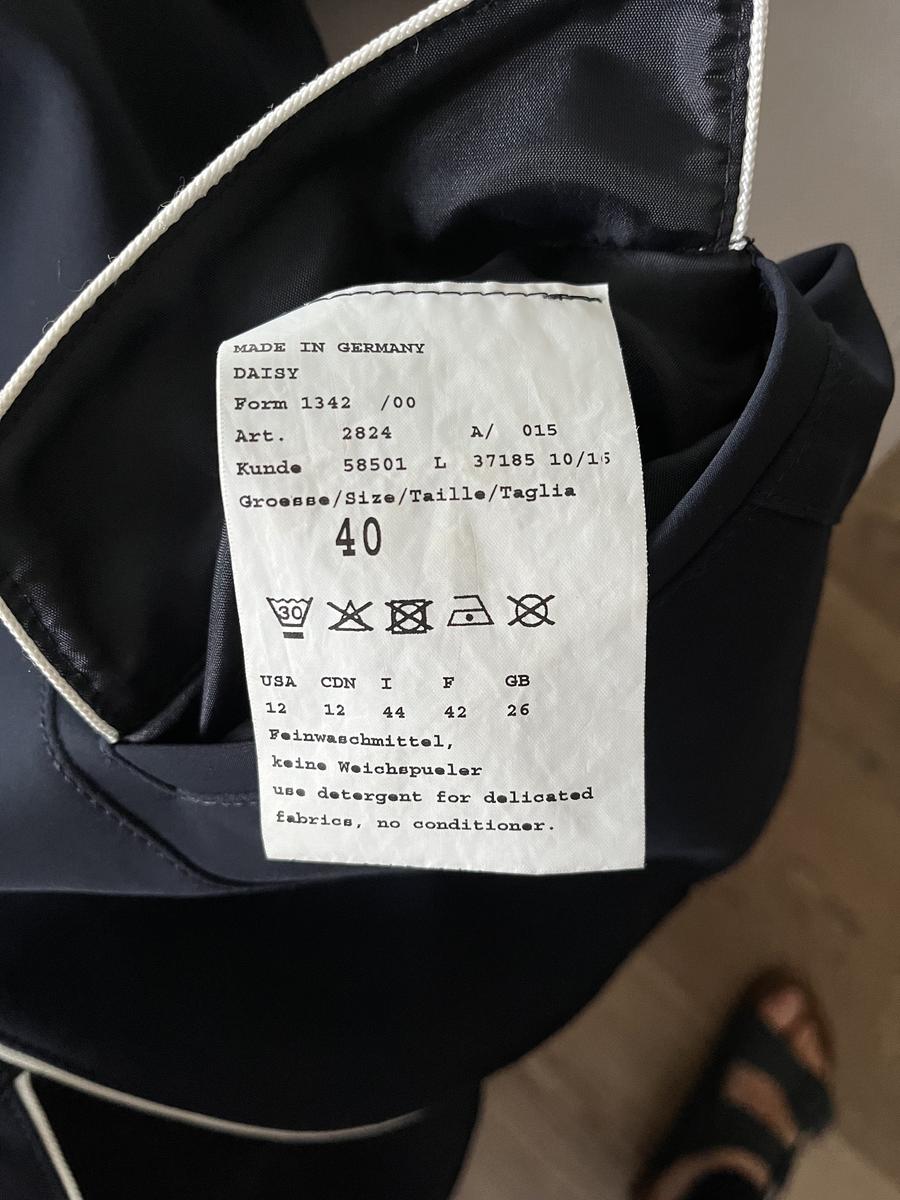 MADE IN GERMANY
DAISY
Form 1342 /00
Art. 2824 A/ 015
Kunde 58501 L 37185 10/15
Groesse/Size/Taille/Taglia
40
30
USA CDN I F GB
12 12 44 42 26
Feinwaschmittel,
keine Weichspueler
use detergent for delicated
fabrics, no conditioner.